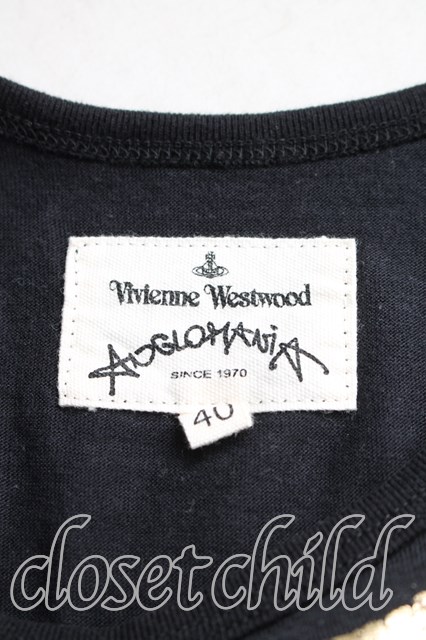 Vivienne Westwood
ANGLOMANIA
SINCE 1970
40
closetchild